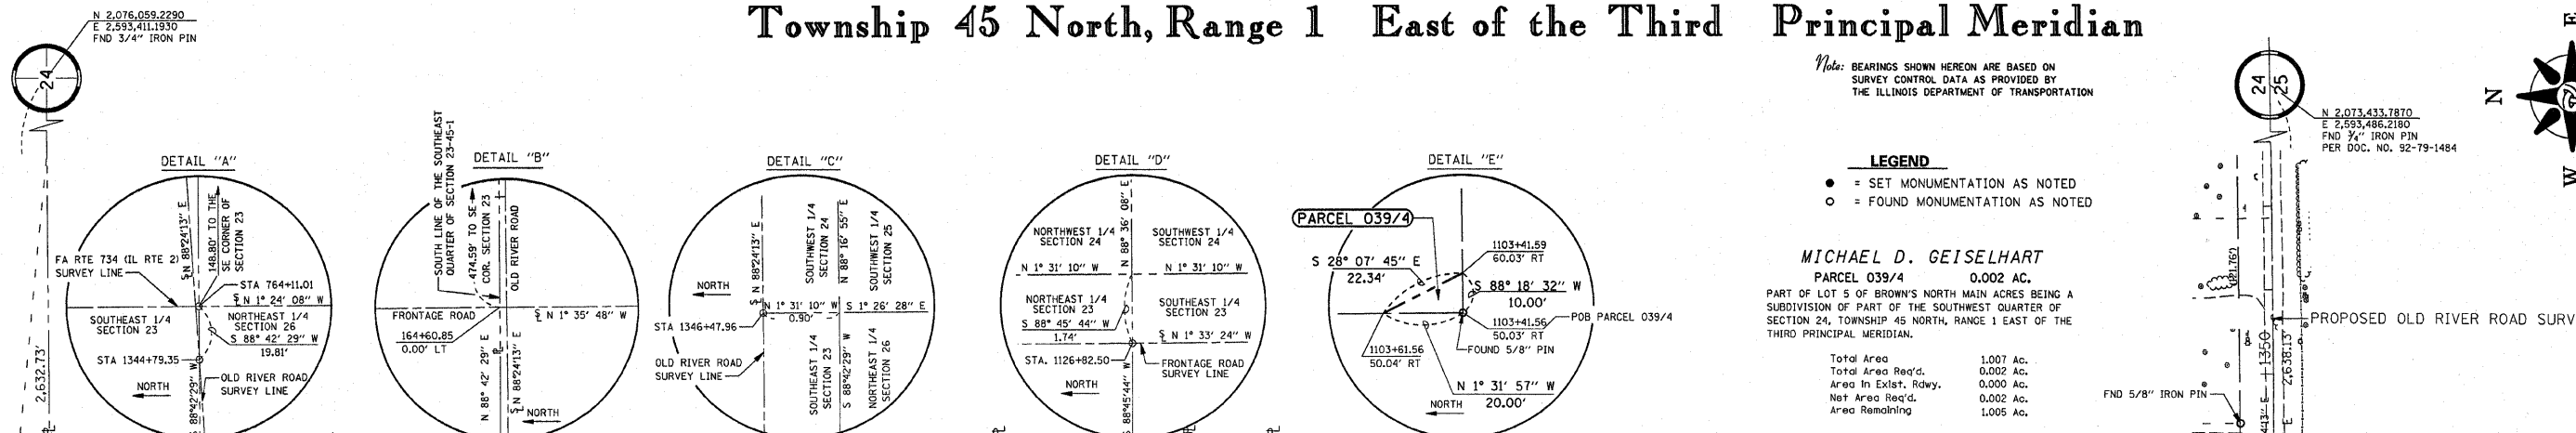 Township 45 North, Range 1 East of the Third Principal Meridian
N 2,076,059.2290
E 2,593,411.1930
FND 3/4" IRON PIN
24
2,632.73'
DETAIL "A"
N 88°24'13" E
148.80' TO THE
SE CORNER OF
SECTION 23
FA RTE 734 (IL RTE 2)
SURVEY LINE
STA 764+11.01
N 1° 24' 08" W
SOUTHEAST 1/4
SECTION 23
NORTHEAST 1/4
SECTION 26
S 88° 42' 29" W
19.81'
STA 1344+79.35
OLD RIVER ROAD
SURVEY LINE
NORTH
S 88°42'29" W
DETAIL "B"
SOUTH LINE OF THE SOUTHEAST
QUARTER OF SECTION 23-45-1
474.59' TO SE
COR. SECTION 23
OLD RIVER ROAD
FRONTAGE ROAD
N 1° 35' 48" W
164+60.85
0.00' LT
N 88° 42' 29" E
N 88°24'13" E
NORTH
DETAIL "C"
N 88°24'13" E
SOUTHWEST 1/4
SECTION 24
N 88° 16' 55" E
SOUTHWEST 1/4
SECTION 25
NORTH
N 1° 31' 10" W
0.90'
S 1° 26' 28" E
STA 1346+47.96
OLD RIVER ROAD
SURVEY LINE
SOUTHEAST 1/4
SECTION 23
S 88°42'29" W
NORTHEAST 1/4
SECTION 26
DETAIL "D"
N 88° 36' 08" E
NORTHWEST 1/4
SECTION 24
SOUTHWEST 1/4
SECTION 24
N 1° 31' 10" W
N 1° 31' 10" W
NORTHEAST 1/4
SECTION 23
SOUTHEAST 1/4
SECTION 23
S 88° 45' 44" W
1.74'
N 1° 33' 24" W
STA. 1126+82.50
FRONTAGE ROAD
SURVEY LINE
NORTH
S 88°45'44" W
DETAIL "E"
PARCEL 039/4
1103+41.59
60.03' RT
S 28° 07' 45" E
22.34'
S 88° 18' 32" W
10.00'
1103+41.56
50.03' RT
POB PARCEL 039/4
1103+61.56
50.04' RT
FOUND 5/8" PIN
N 1° 31' 57" W
20.00'
NORTH
Note: BEARINGS SHOWN HEREON ARE BASED ON
SURVEY CONTROL DATA AS PROVIDED BY
THE ILLINOIS DEPARTMENT OF TRANSPORTATION
LEGEND
● = SET MONUMENTATION AS NOTED
○ = FOUND MONUMENTATION AS NOTED
MICHAEL D. GEISELHART
PARCEL 039/4 0.002 AC.
PART OF LOT 5 OF BROWN'S NORTH MAIN ACRES BEING A
SUBDIVISION OF PART OF THE SOUTHWEST QUARTER OF
SECTION 24, TOWNSHIP 45 NORTH, RANGE 1 EAST OF THE
THIRD PRINCIPAL MERIDIAN.
Total Area 1.007 Ac.
Total Area Req'd. 0.002 Ac.
Area In Exist. Rdwy. 0.000 Ac.
Net Area Req'd. 0.002 Ac.
Area Remaining 1.005 Ac.
24
25
N 2,073,433.7870
E 2,593,486.2180
FND 3/4" IRON PIN
PER DOC. NO. 92-79-1484
N
W
PROPOSED OLD RIVER ROAD SURV
1350
2,638.13'
FND 5/8" IRON PIN